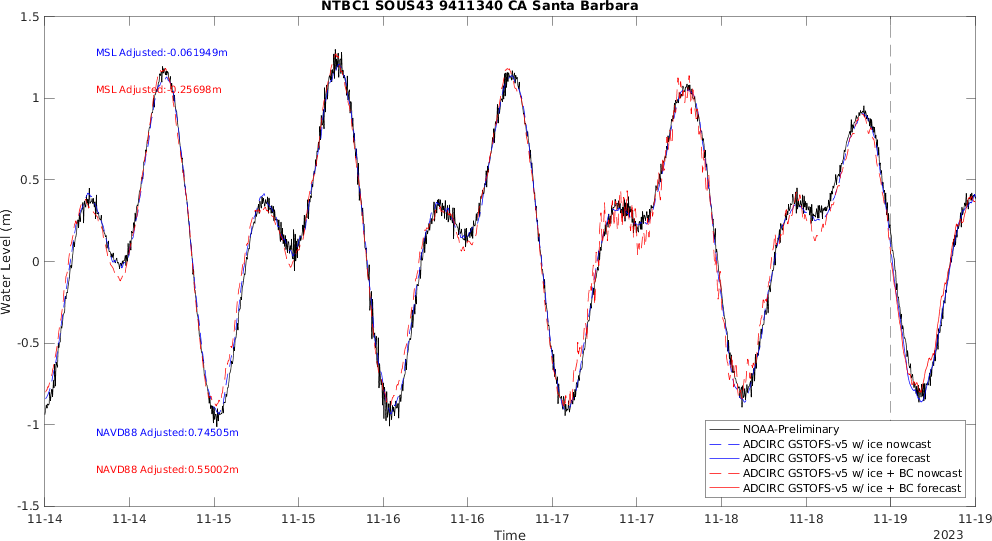 NTBC1 SOUS43 9411340 CA Santa Barbara
1.5
1
0.5
0
-0.5
-1
-1.5
Water Level (m)
MSL Adjusted:-0.061949m
MSL Adjusted:-0.25698m
NAVD88 Adjusted:0.74505m
NAVD88 Adjusted:0.55002m
NOAA-Preliminary
ADCIRC GSTOFS-v5 w/ ice nowcast
ADCIRC GSTOFS-v5 w/ ice forecast
ADCIRC GSTOFS-v5 w/ ice + BC nowcast
ADCIRC GSTOFS-v5 w/ ice + BC forecast
11-14 11-14 11-15 11-15 11-16 11-16 11-17 11-17 11-18 11-18 11-19 11-19
Time
2023